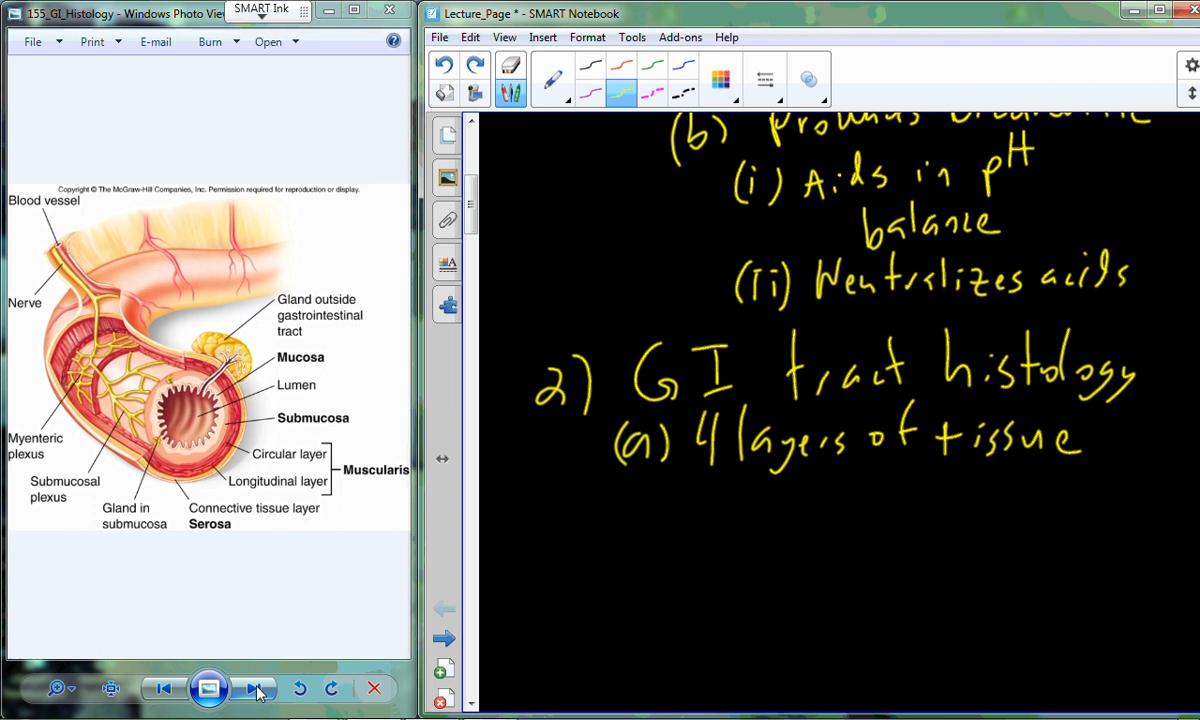 155_GI_Histology - Windows Photo View
SMART Ink
File Print E-mail Burn Open
Copyright © The McGraw-Hill Companies, Inc. Permission required for reproduction or display.
Blood vessel
Nerve
Gland outside
gastrointestinal
tract
Mucosa
Lumen
Submucosa
Circular layer
Muscularis
Longitudinal layer
Myenteric
plexus
Submucosal
plexus
Gland in
submucosa
Connective tissue layer
Serosa
Lecture_Page * - SMART Notebook
File Edit View Insert Format Tools Add-ons Help
(b)
(i) Aids in pH
balance
(ii) Neutralizes acids
2) GI tract histology
(a) 4 layers of tissue